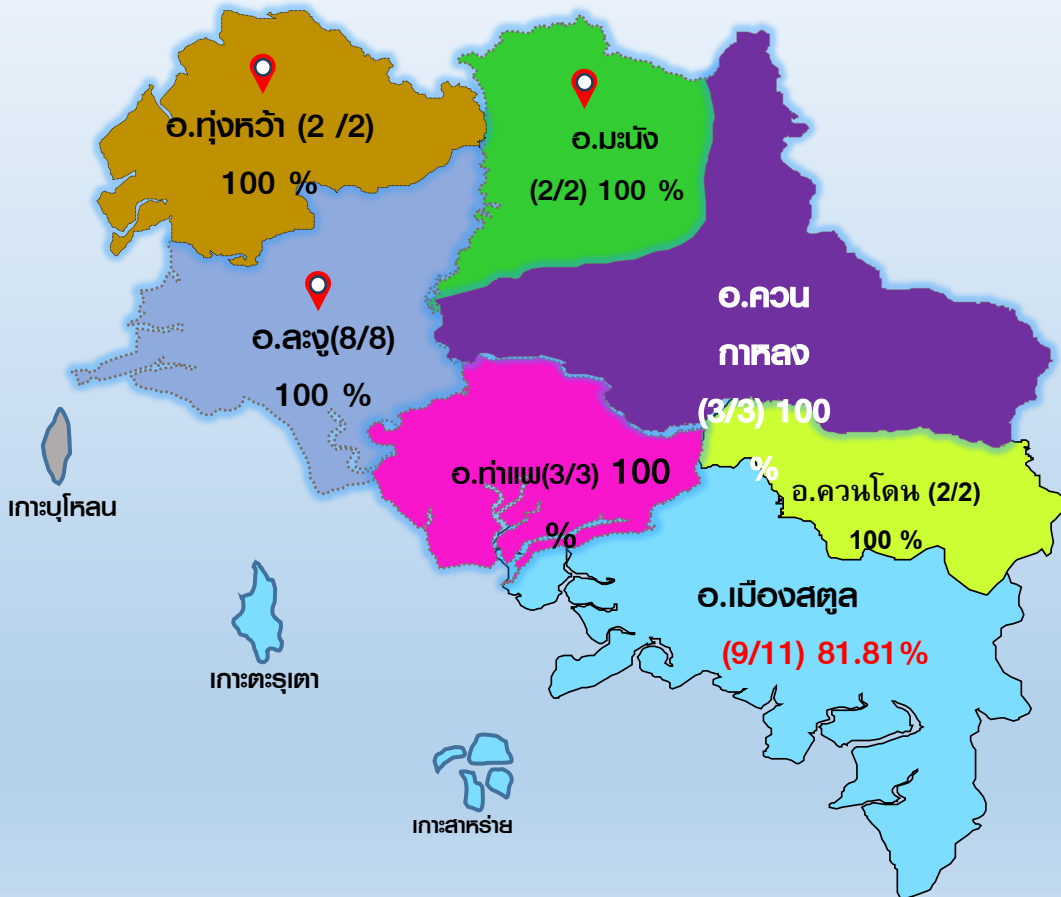 อ.ทุ่งหว้า (2 /2)
100 %
อ.มะนัง
(2/2) 100 %
อ.ละงู(8/8)
100 %
อ.ควน
กาหลง
(3/3) 100
%
อ.ท่าแพ(3/3) 100
%
อ.ควนโดน (2/2)
100 %
อ.เมืองสตูล
(9/11) 81.81%
เกาะบุโหลน
เกาะตะรุเตา
เกาะสาหร่าย